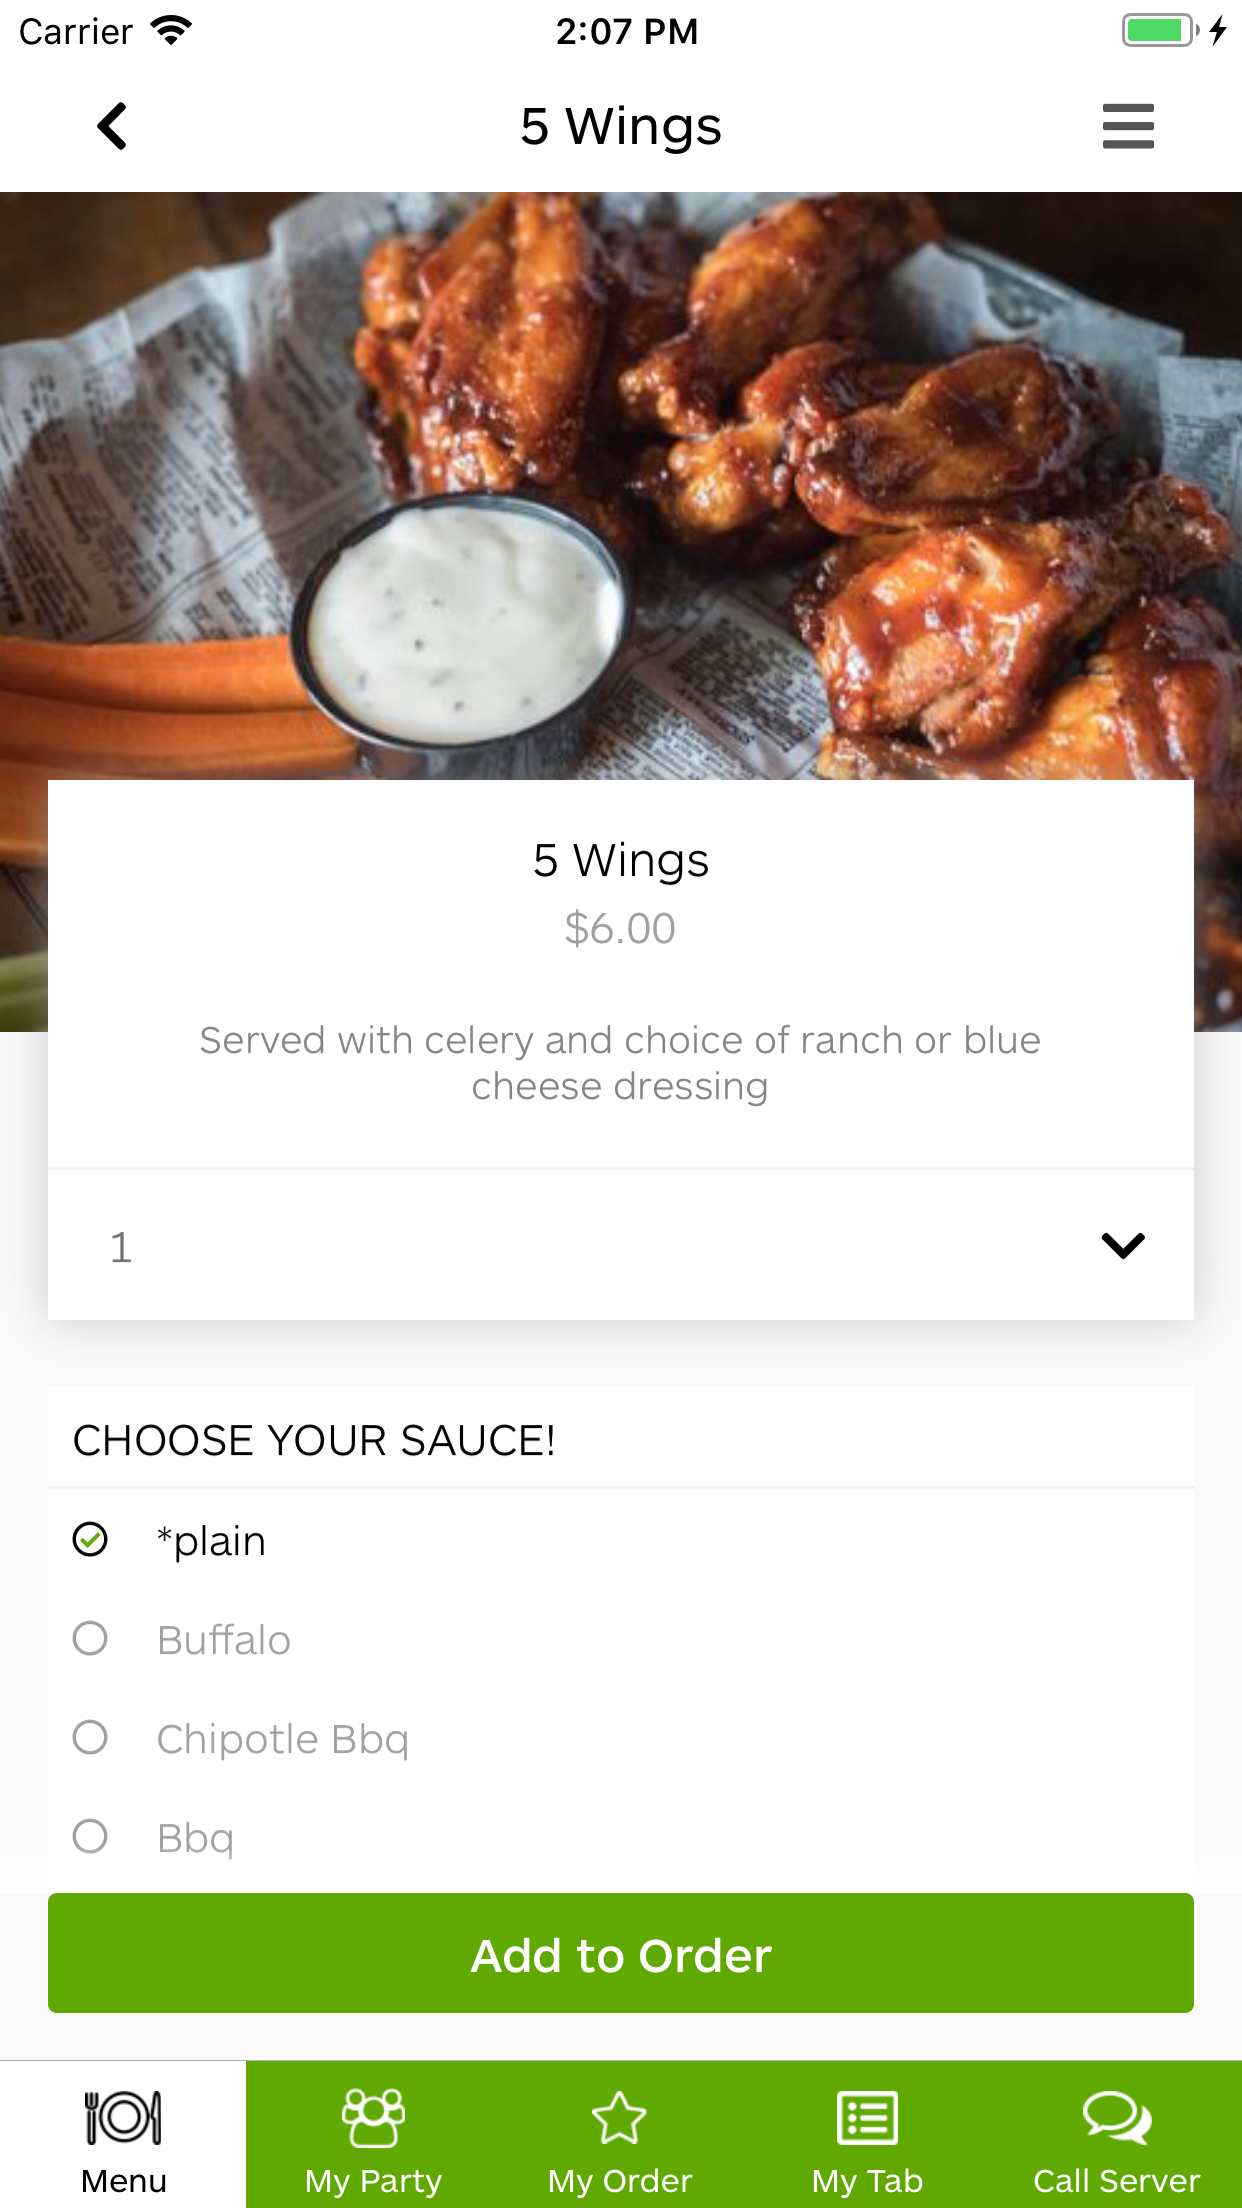 Carrier 2:07 PM
5 Wings
5 Wings
$6.00
Served with celery and choice of ranch or blue
cheese dressing
1
CHOOSE YOUR SAUCE!
*plain
Buffalo
Chipotle Bbq
Bbq
Add to Order
Menu My Party My Order My Tab Call Server